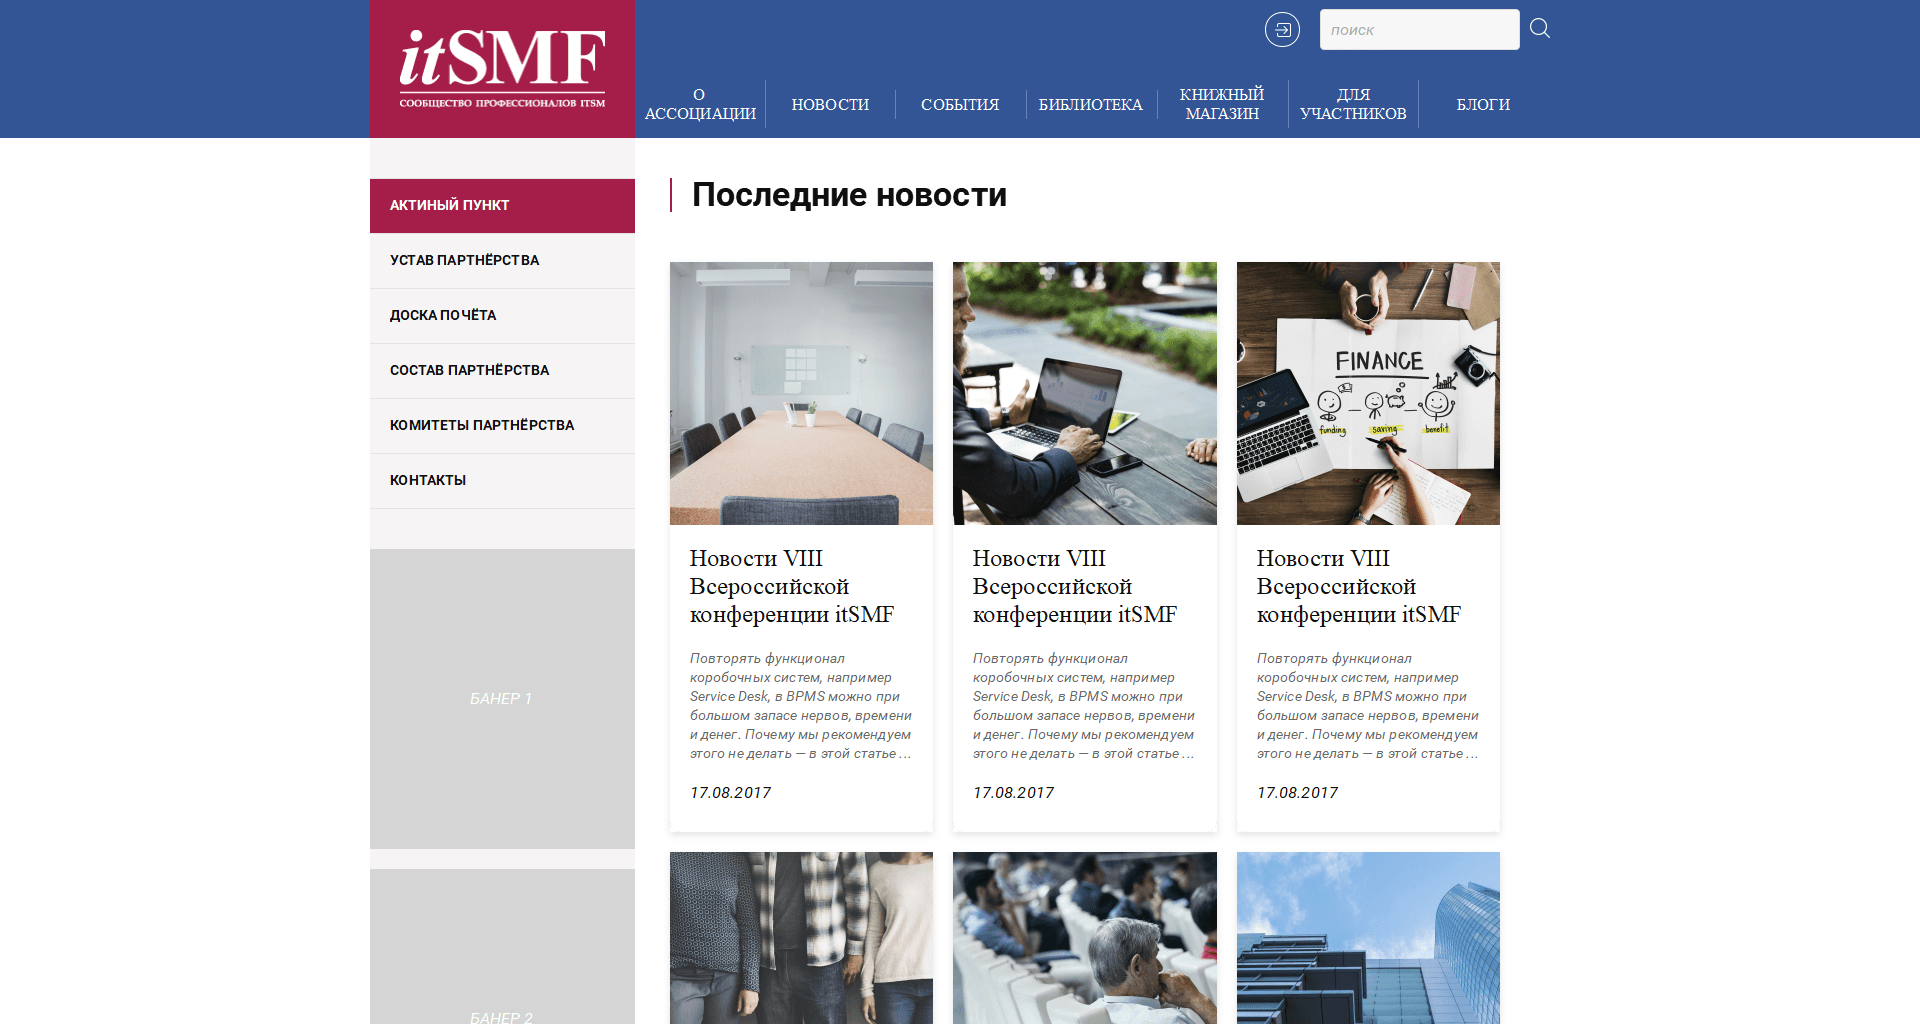 itSMF
СООБЩЕСТВО ПРОФЕССИОНАЛОВ ITSM
поиск
О
АССОЦИАЦИИ
НОВОСТИ
СОБЫТИЯ
БИБЛИОТЕКА
КНИЖНЫЙ
МАГАЗИН
ДЛЯ
УЧАСТНИКОВ
БЛОГИ
АКТИНЫЙ ПУНКТ
УСТАВ ПАРТНЁРСТВА
ДОСКА ПОЧЁТА
СОСТАВ ПАРТНЁРСТВА
КОМИТЕТЫ ПАРТНЁРСТВА
КОНТАКТЫ
БАНЕР 1
БАНЕР 2
Последние новости
Новости VIII
Всероссийской
конференции itSMF
Повторять функционал
коробочных систем, например
Service Desk, в BPMS можно при
большом запасе нервов, времени
и денег. Почему мы рекомендуем
этого не делать — в этой статье ...
17.08.2017
Новости VIII
Всероссийской
конференции itSMF
Повторять функционал
коробочных систем, например
Service Desk, в BPMS можно при
большом запасе нервов, времени
и денег. Почему мы рекомендуем
этого не делать — в этой статье ...
17.08.2017
FINANCE
funding
saving
benefit
Новости VIII
Всероссийской
конференции itSMF
Повторять функционал
коробочных систем, например
Service Desk, в BPMS можно при
большом запасе нервов, времени
и денег. Почему мы рекомендуем
этого не делать — в этой статье ...
17.08.2017